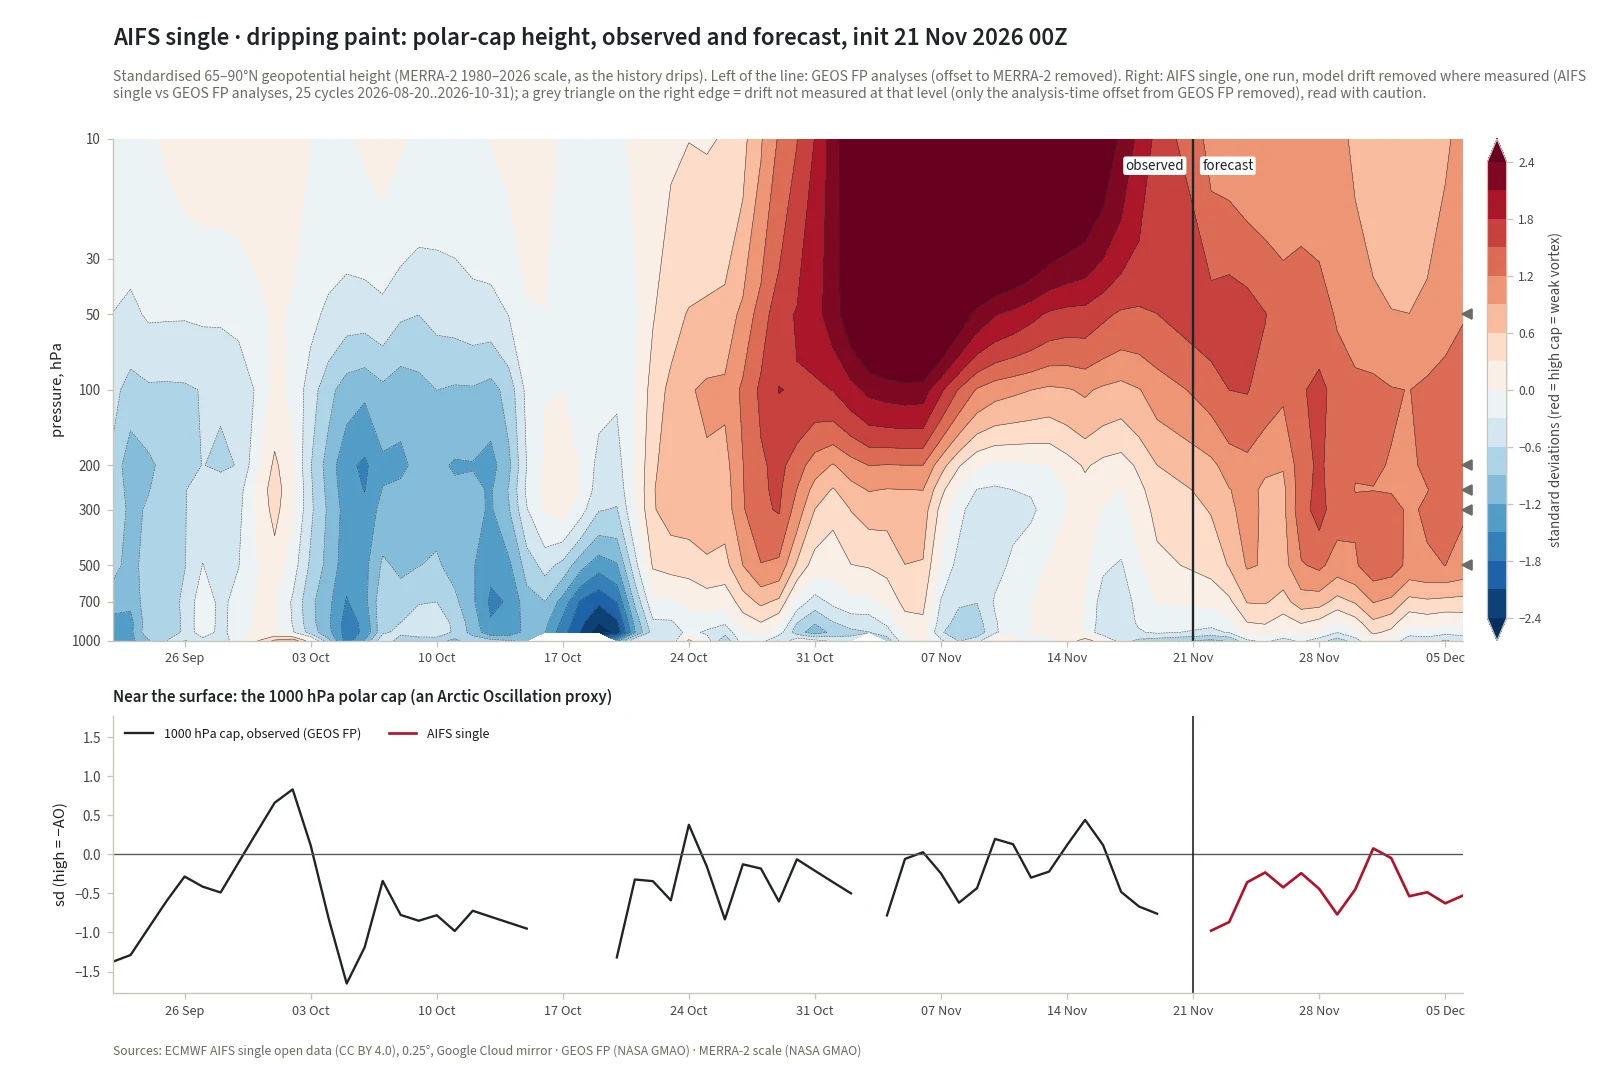 AIFS single · dripping paint: polar-cap height, observed and forecast, init 21 Nov 2026 00Z
Standardised 65–90°N geopotential height (MERRA-2 1980–2026 scale, as the history drips). Left of the line: GEOS FP analyses (offset to MERRA-2 removed). Right: AIFS single, one run, model drift removed where measured (AIFS
single vs GEOS FP analyses, 25 cycles 2026-08-20..2026-10-31); a grey triangle on the right edge = drift not measured at that level (only the analysis-time offset from GEOS FP removed), read with caution.
observed
forecast
pressure, hPa
10
30
50
100
200
300
500
700
1000
26 Sep
03 Oct
10 Oct
17 Oct
24 Oct
31 Oct
07 Nov
14 Nov
21 Nov
28 Nov
05 Dec
2.4
1.8
1.2
0.6
0.0
−0.6
−1.2
−1.8
−2.4
standard deviations (red = high cap = weak vortex)
Near the surface: the 1000 hPa polar cap (an Arctic Oscillation proxy)
1000 hPa cap, observed (GEOS FP)
AIFS single
sd (high = −AO)
1.5
1.0
0.5
0.0
−0.5
−1.0
−1.5
26 Sep
03 Oct
10 Oct
17 Oct
24 Oct
31 Oct
07 Nov
14 Nov
21 Nov
28 Nov
05 Dec
Sources: ECMWF AIFS single open data (CC BY 4.0), 0.25°, Google Cloud mirror · GEOS FP (NASA GMAO) · MERRA-2 scale (NASA GMAO)